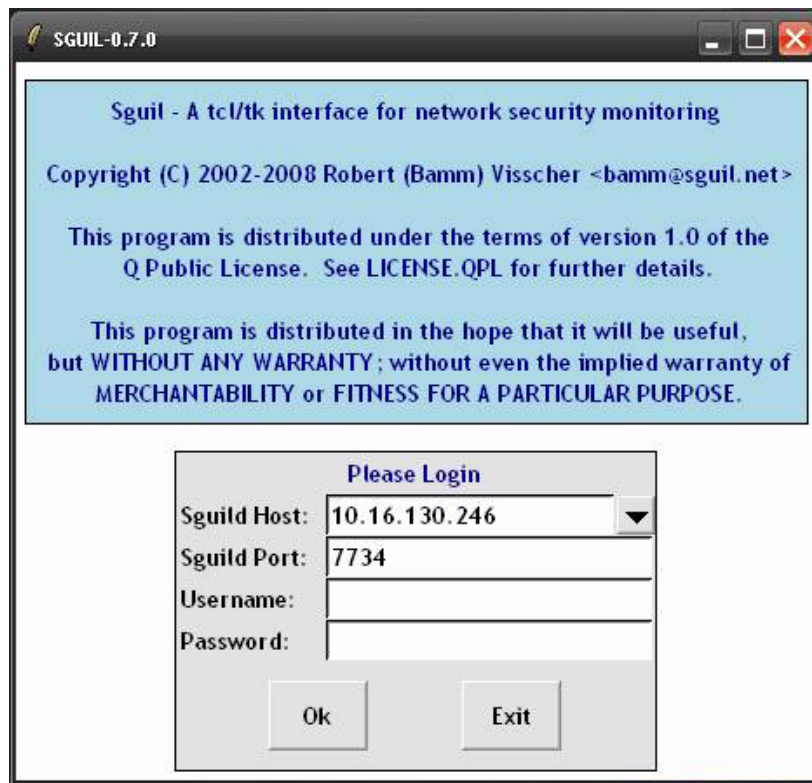 SGUIL-0.7.0
Sguil - A tcl/tk interface for network security monitoring
Copyright (C) 2002-2008 Robert (Bamm) Visscher <bamm@sguil.net>
This program is distributed under the terms of version 1.0 of the
Q Public License. See LICENSE.QPL for further details.
This program is distributed in the hope that it will be useful,
but WITHOUT ANY WARRANTY; without even the implied warranty of
MERCHANTABILITY or FITNESS FOR A PARTICULAR PURPOSE.
Please Login
Sguild Host: 10.16.130.246
Sguild Port: 7734
Username:
Password:
Ok Exit